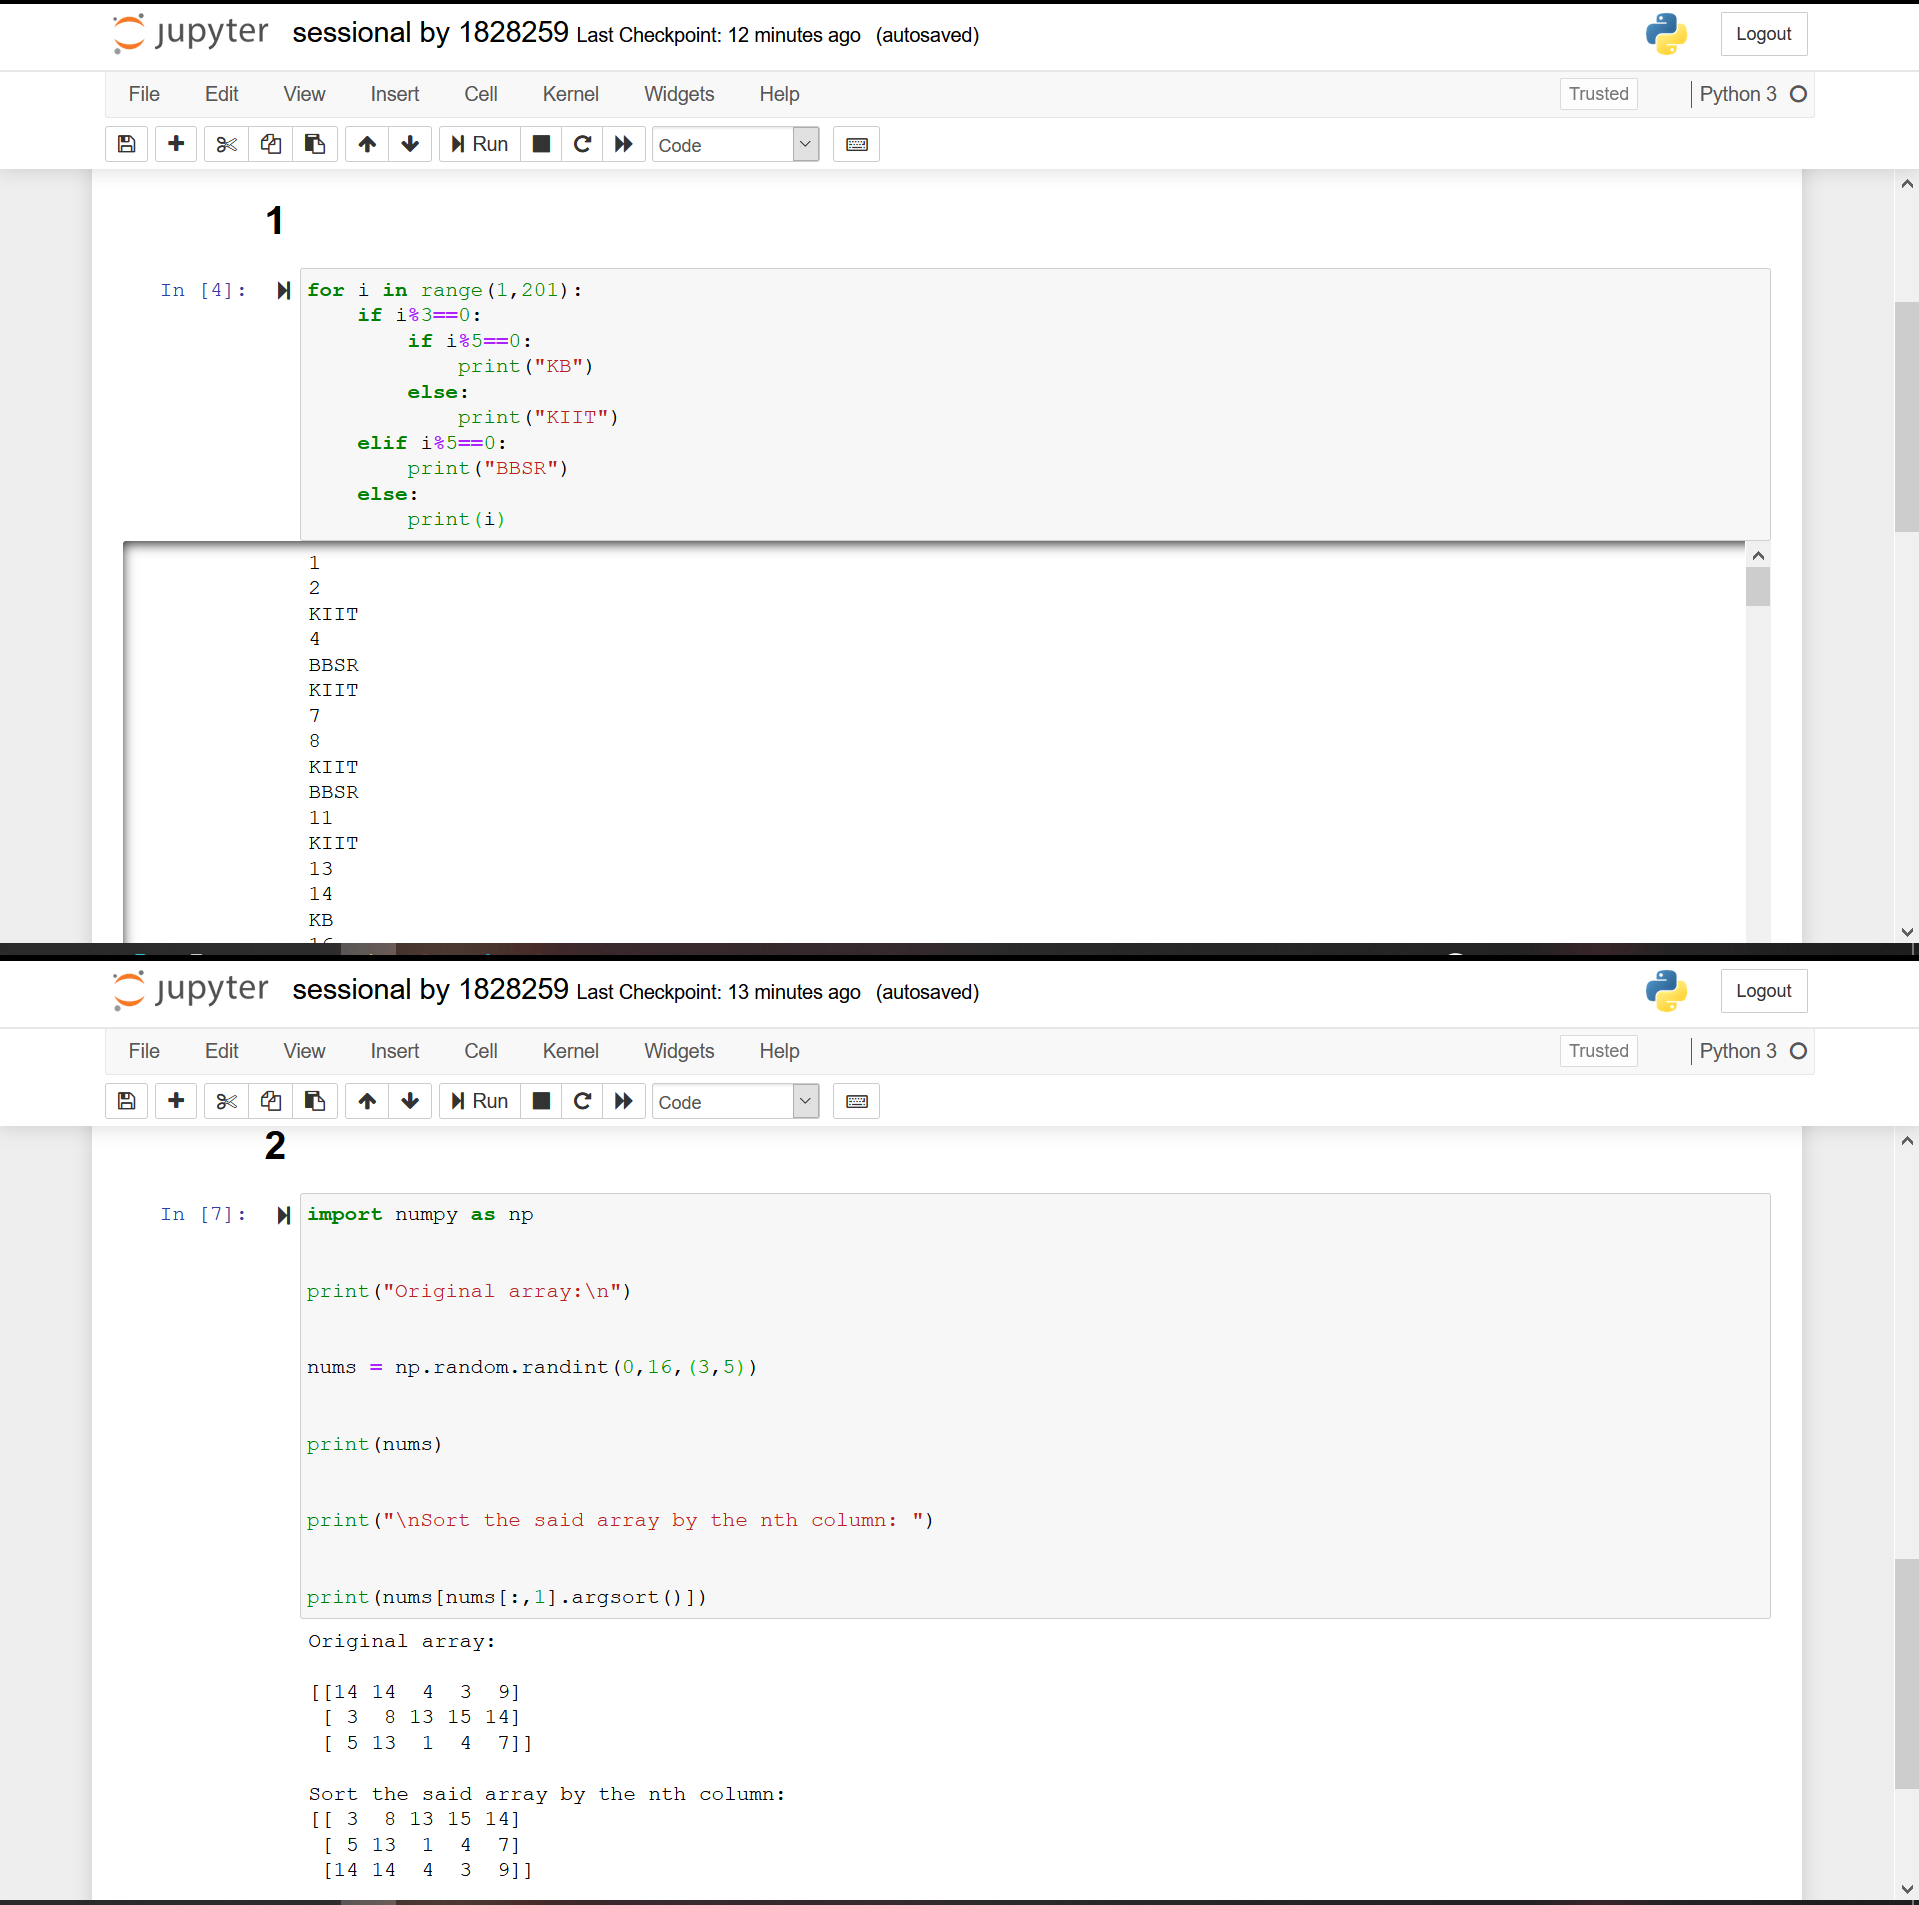 jupyter sessional by 1828259 Last Checkpoint: 12 minutes ago (autosaved) Logout
File Edit View Insert Cell Kernel Widgets Help Trusted Python 3
Run Code
1
In [4]: for i in range(1,201):
    if i%3==0:
        if i%5==0:
            print("KB")
        else:
            print("KIIT")
    elif i%5==0:
        print("BBSR")
    else:
        print(i)
1
2
KIIT
4
BBSR
KIIT
7
8
KIIT
BBSR
11
KIIT
13
14
KB
jupyter sessional by 1828259 Last Checkpoint: 13 minutes ago (autosaved) Logout
File Edit View Insert Cell Kernel Widgets Help Trusted Python 3
Run Code
2
In [7]: import numpy as np
print("Original array:\n")
nums = np.random.randint(0,16,(3,5))
print(nums)
print("\nSort the said array by the nth column: ")
print(nums[nums[:,1].argsort()])
Original array:
[[14 14  4  3  9]
 [ 3  8 13 15 14]
 [ 5 13  1  4  7]]
Sort the said array by the nth column:
[[ 3  8 13 15 14]
 [ 5 13  1  4  7]
 [14 14  4  3  9]]